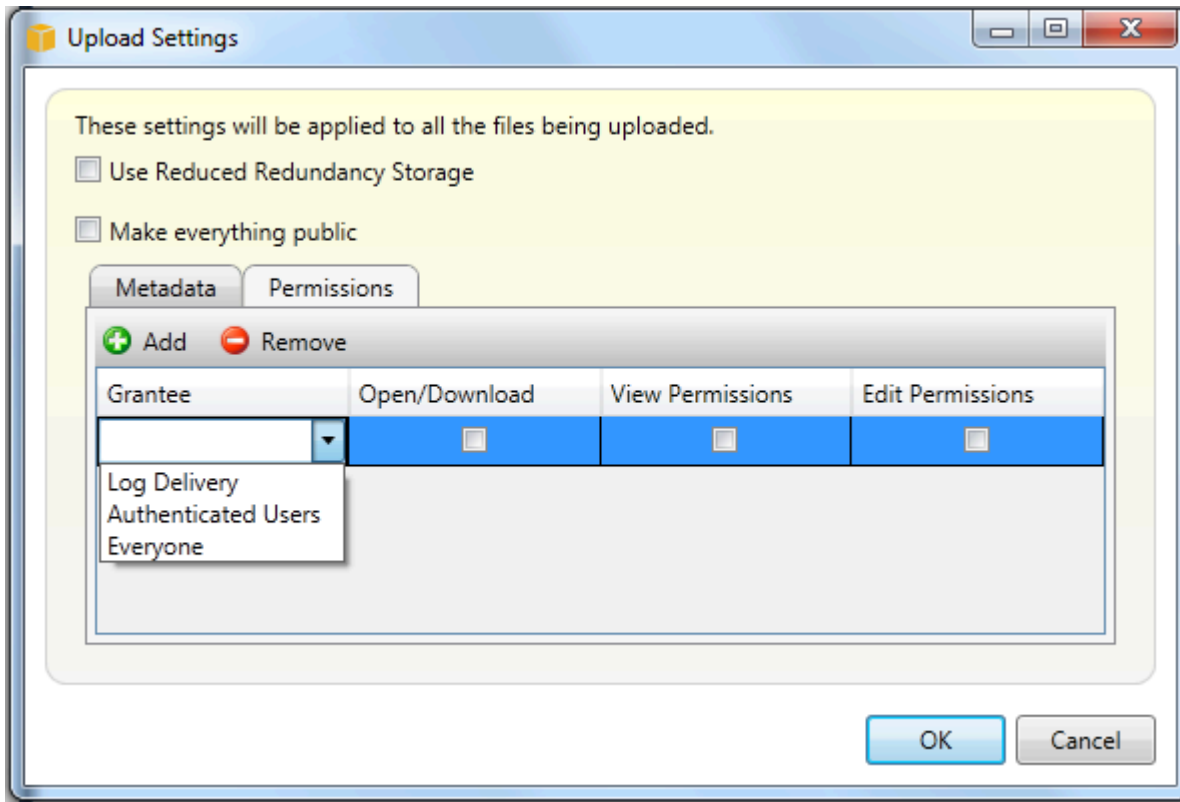 Upload Settings
These settings will be applied to all the files being uploaded.
Use Reduced Redundancy Storage
Make everything public
Metadata Permissions
Add Remove
Grantee Open/Download View Permissions Edit Permissions
Log Delivery
Authenticated Users
Everyone
OK Cancel